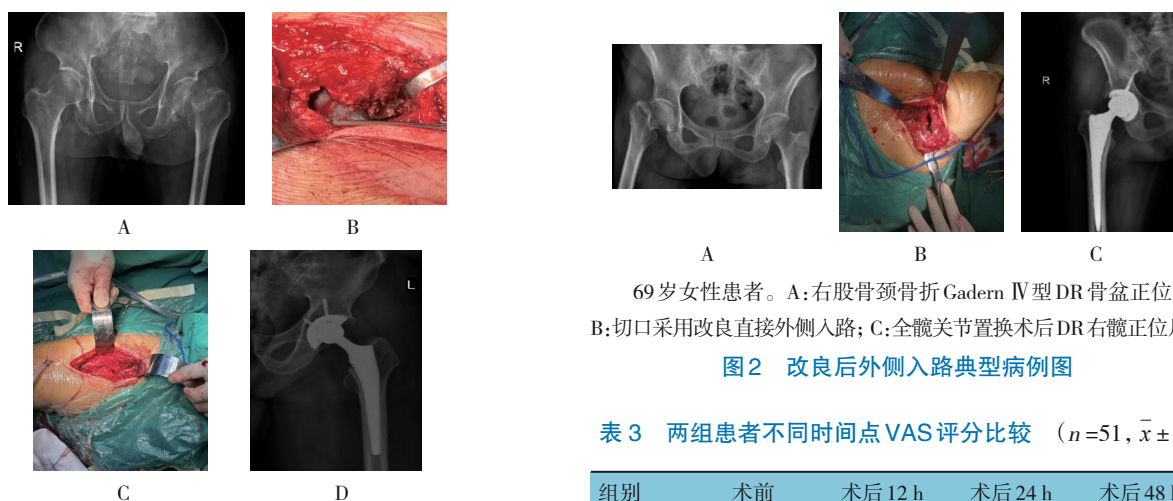 R
A
B
L
C
D
R
A
B
C
69岁女性患者。A:右股骨颈骨折Gadern Ⅳ型DR骨盆正位
B:切口采用改良直接外侧入路;C:全髋关节置换术后DR右髋正位
图2 改良后外侧入路典型病例图
表3 两组患者不同时间点VAS评分比较 (n=51, x̄ ±
组别 术前 术后12 h 术后24 h 术后48